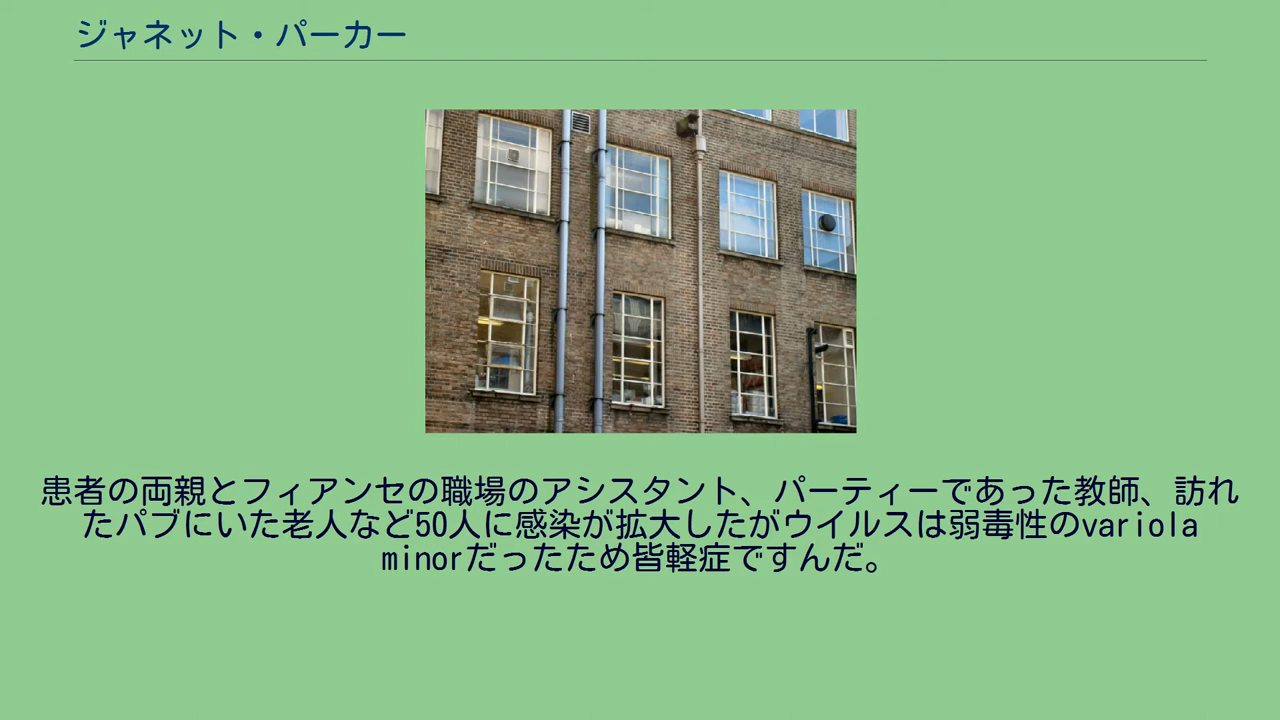 ジャネット・パーカー
患者の両親とフィアンセの職場のアシスタント、パーティーであった教師、訪れ
たパブにいた老人など50人に感染が拡大したがウイルスは弱毒性のvariola
minorだったため皆軽症ですんだ。